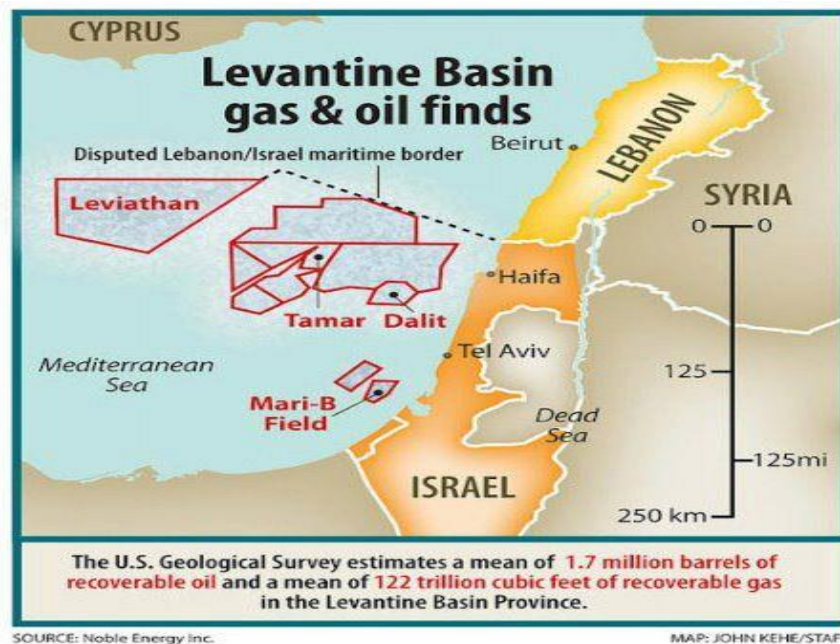 CYPRUS
Levantine Basin
gas & oil finds
Disputed Lebanon/Israel maritime border
Beirut
LEBANON
Leviathan
SYRIA
0 0
Haifa
Tamar Dalit
Tel Aviv
Mediterranean
Sea
125
Mari-B
Field
Dead
Sea
125mi
ISRAEL
250 km
The U.S. Geological Survey estimates a mean of 1.7 million barrels of
recoverable oil and a mean of 122 trillion cubic feet of recoverable gas
in the Levantine Basin Province.
SOURCE: Noble Energy Inc. MAP: JOHN KEHE/STAF